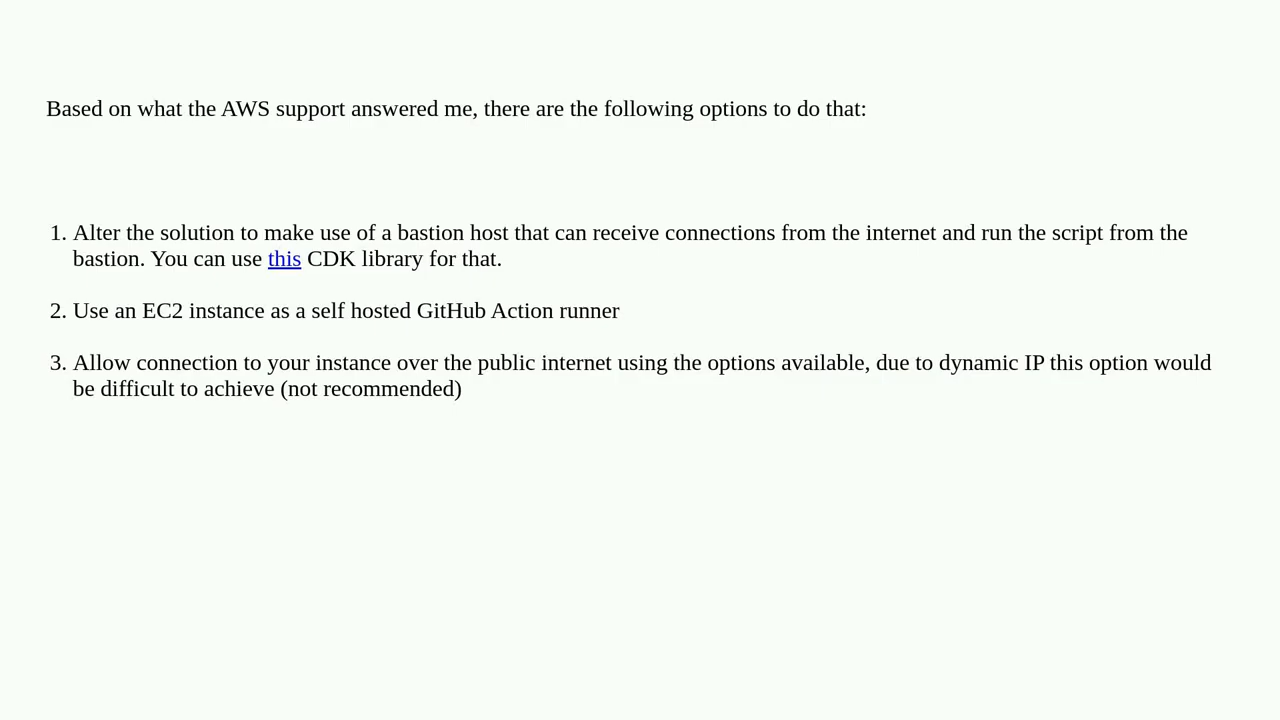 Based on what the AWS support answered me, there are the following options to do that:
1. Alter the solution to make use of a bastion host that can receive connections from the internet and run the script from the
bastion. You can use this CDK library for that.
2. Use an EC2 instance as a self hosted GitHub Action runner
3. Allow connection to your instance over the public internet using the options available, due to dynamic IP this option would
be difficult to achieve (not recommended)